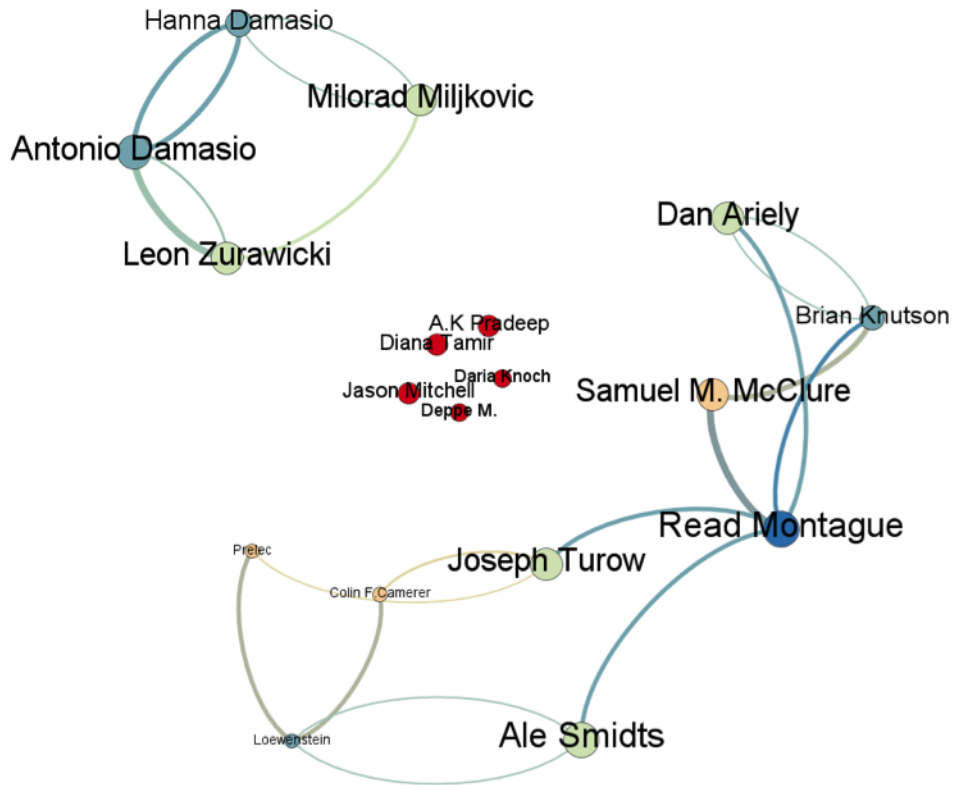 Hanna Damasio
Milorad Miljkovic
Antonio Damasio
Leon Zurawicki
Dan Ariely
Brian Knutson
A.K Pradeep
Diana Tamir
Daria Knoch
Jason Mitchell
Deppe M.
Samuel M. McClure
Read Montague
Prelec
Joseph Turow
Colin F.Camerer
Loewenstein
Ale Smidts